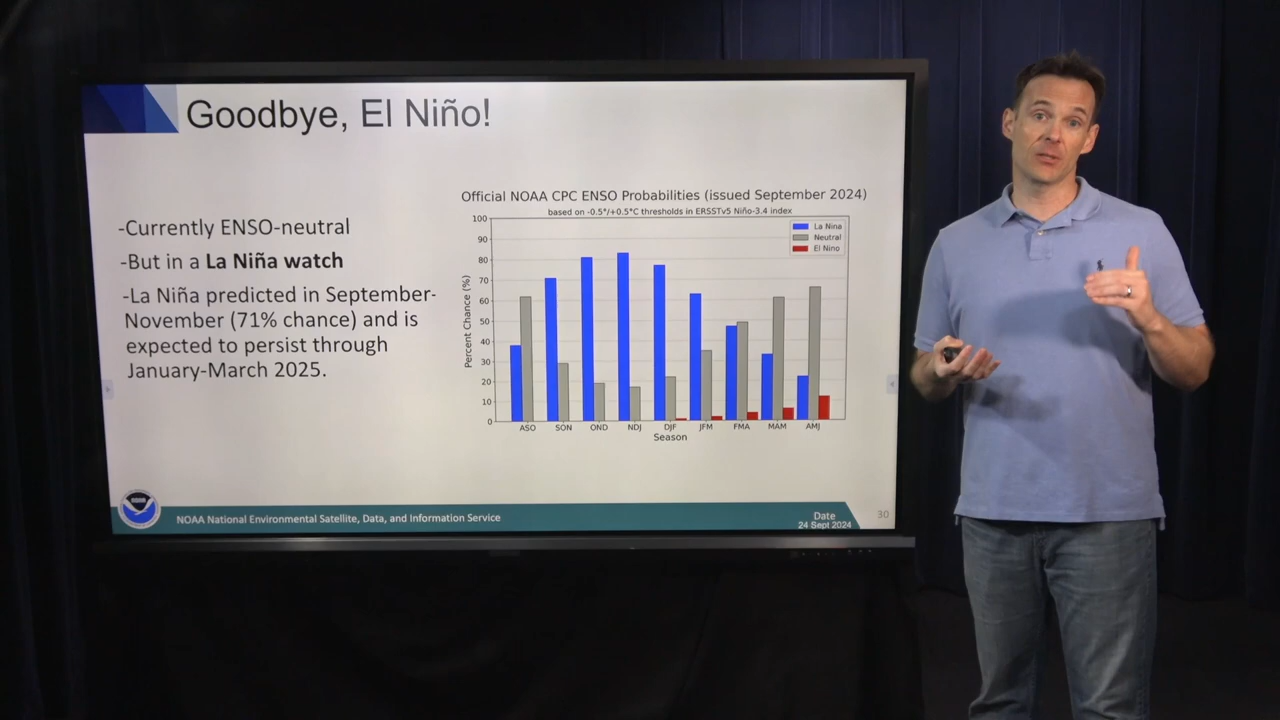 Goodbye, El Niño!
-Currently ENSO-neutral
-But in a La Niña watch
-La Niña predicted in September-
November (71% chance) and is
expected to persist through
January-March 2025.
Official NOAA CPC ENSO Probabilities (issued September 2024)
based on -0.5°/+0.5°C thresholds in ERSSTv5 Niño-3.4 index
La Nina
Neutral
El Nino
Percent Chance (%)
100
90
80
70
60
50
40
30
20
10
0
ASO SON OND NDJ DJF JFM FMA MAM AMJ
Season
NOAA National Environmental Satellite, Data, and Information Service
Date
24 Sept 2024
30